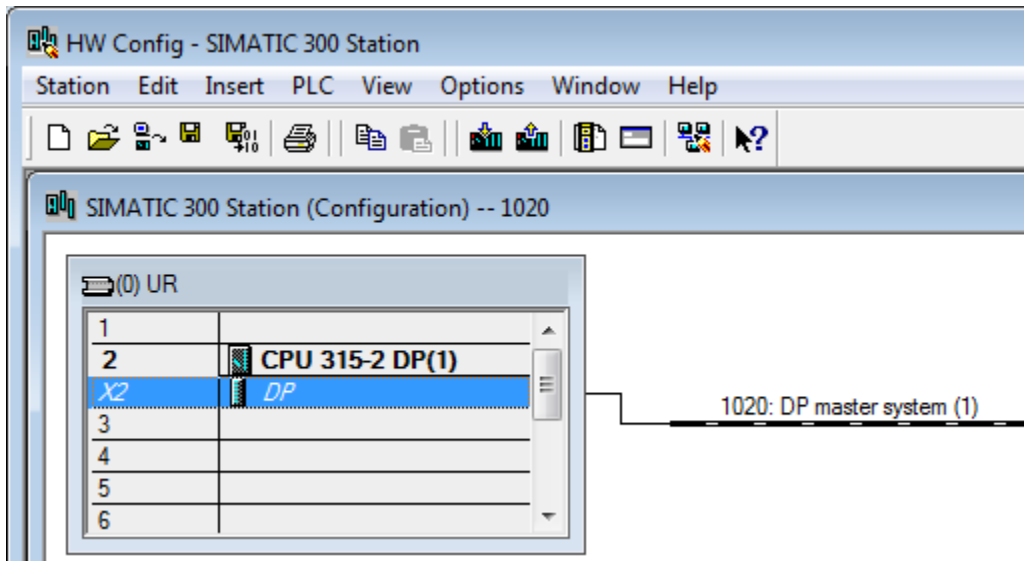 HW Config - SIMATIC 300 Station
Station Edit Insert PLC View Options Window Help
SIMATIC 300 Station (Configuration) -- 1020
(0) UR
1
2 CPU 315-2 DP(1)
X2 DP
1020: DP master system (1)
3
4
5
6